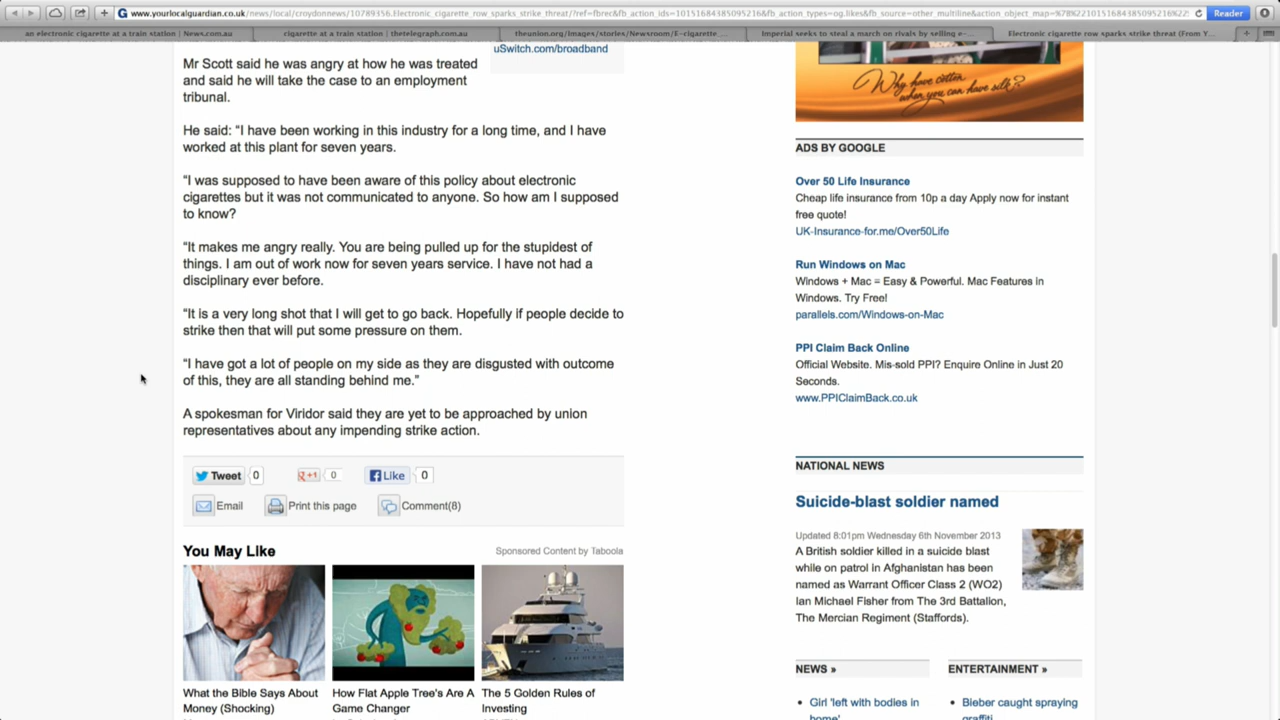 www.yourlocalguardian.co.uk/news/local/croydonnews/10789356.Electronic_cigarette_row_sparks_strike_threat/?ref=fbrec&fb_action_ids=10151684385095216&fb_action_types=og.likes&fb_source=other_multiline&action_object_map=%7B%2210151684385095216%22%
Reader
an electronic cigarette at a train station | News.com.au
cigarette at a train station | thetelegraph.com.au
theunion.org/images/stories/Newsroom/E-cigarette_...
Imperial seeks to steal a march on rivals by selling e-...
Electronic cigarette row sparks strike threat (From Y...
uSwitch.com/broadband
Mr Scott said he was angry at how he was treated
and said he will take the case to an employment
tribunal.
He said: “I have been working in this industry for a long time, and I have
worked at this plant for seven years.
“I was supposed to have been aware of this policy about electronic
cigarettes but it was not communicated to anyone. So how am I supposed
to know?
“It makes me angry really. You are being pulled up for the stupidest of
things. I am out of work now for seven years service. I have not had a
disciplinary ever before.
“It is a very long shot that I will get to go back. Hopefully if people decide to
strike then that will put some pressure on them.
“I have got a lot of people on my side as they are disgusted with outcome
of this, they are all standing behind me.”
A spokesman for Viridor said they are yet to be approached by union
representatives about any impending strike action.
Tweet 0
g+1 0
Like 0
Email
Print this page
Comment(8)
You May Like
Sponsored Content by Taboola
What the Bible Says About
Money (Shocking)
How Flat Apple Tree's Are A
Game Changer
The 5 Golden Rules of
Investing
Why have cotton
when you can have silk?
ADS BY GOOGLE
Over 50 Life Insurance
Cheap life insurance from 10p a day Apply now for instant
free quote!
UK-Insurance-for.me/Over50Life
Run Windows on Mac
Windows + Mac = Easy & Powerful. Mac Features in
Windows. Try Free!
parallels.com/Windows-on-Mac
PPI Claim Back Online
Official Website. Mis-sold PPI? Enquire Online in Just 20
Seconds.
www.PPIClaimBack.co.uk
NATIONAL NEWS
Suicide-blast soldier named
Updated 8:01pm Wednesday 6th November 2013
A British soldier killed in a suicide blast
while on patrol in Afghanistan has been
named as Warrant Officer Class 2 (WO2)
Ian Michael Fisher from The 3rd Battalion,
The Mercian Regiment (Staffords).
NEWS »
Girl 'left with bodies in
home'
ENTERTAINMENT »
Bieber caught spraying
graffiti